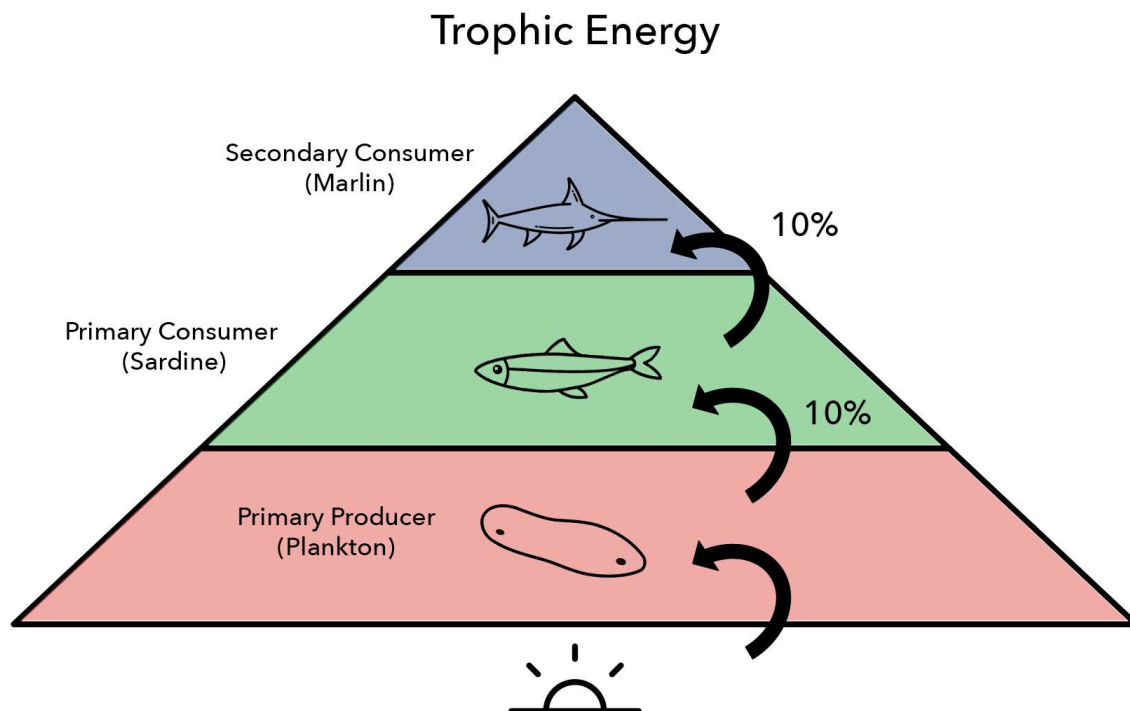 Trophic Energy
Secondary Consumer
(Marlin)
10%
Primary Consumer
(Sardine)
10%
Primary Producer
(Plankton)